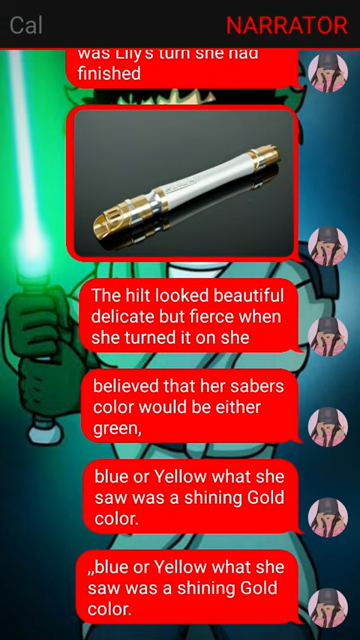 Cal
NARRATOR
was Lily's turn she had
finished
The hilt looked beautiful
delicate but fierce when
she turned it on she
believed that her sabers
color would be either
green,
blue or Yellow what she
saw was a shining Gold
color.
„blue or Yellow what she
saw was a shining Gold
color.